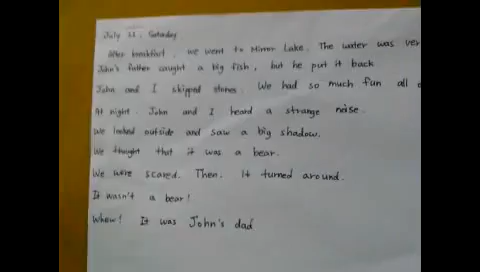 July 22, Saturday
After breakfast, we went to Mirror Lake. The water was
John's father caught a big fish, but he put it back
John and I skipped stones. We had so much fun all
At night. John and I heard a strange noise.
We looked outside and saw a big shadow.
We thought that it was a bear.
We were scared. Then. It turned around.
It wasn't a bear!
Whew! It was John's dad